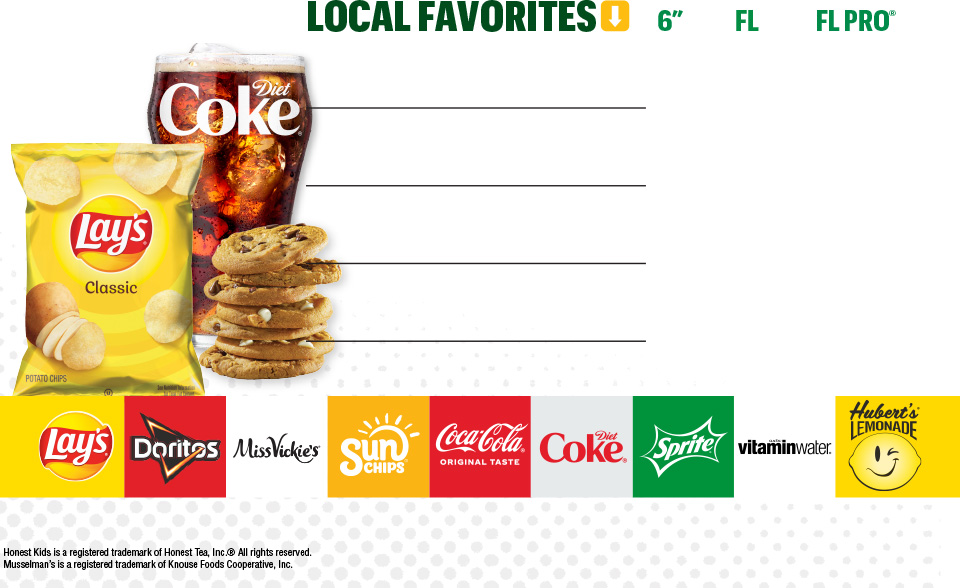 LOCAL FAVORITES 6” FL FL PRO®
Diet
Coke®
Lay's®
Classic
POTATO CHIPS
Lay's® Doritos Miss Vickie's® Sun CHIPS® Coca-Cola® ORIGINAL TASTE Diet Coke® Sprite® vitaminwater® Hubert's® LEMONADE
Honest Kids is a registered trademark of Honest Tea, Inc.® All rights reserved.
Musselman's is a registered trademark of Knouse Foods Cooperative, Inc.